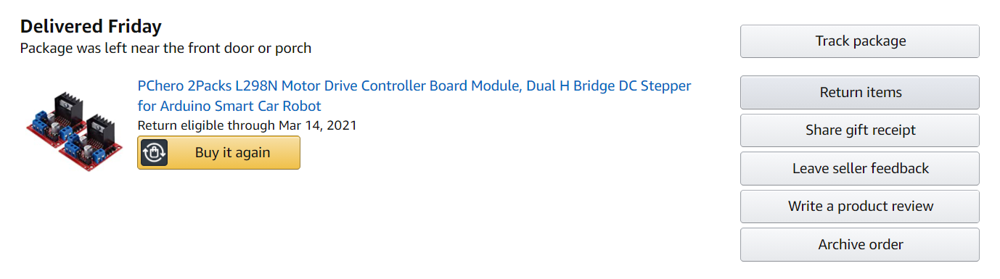 Delivered Friday
Package was left near the front door or porch
PChero 2Packs L298N Motor Drive Controller Board Module, Dual H Bridge DC Stepper
for Arduino Smart Car Robot
Return eligible through Mar 14, 2021
Buy it again
Track package
Return items
Share gift receipt
Leave seller feedback
Write a product review
Archive order